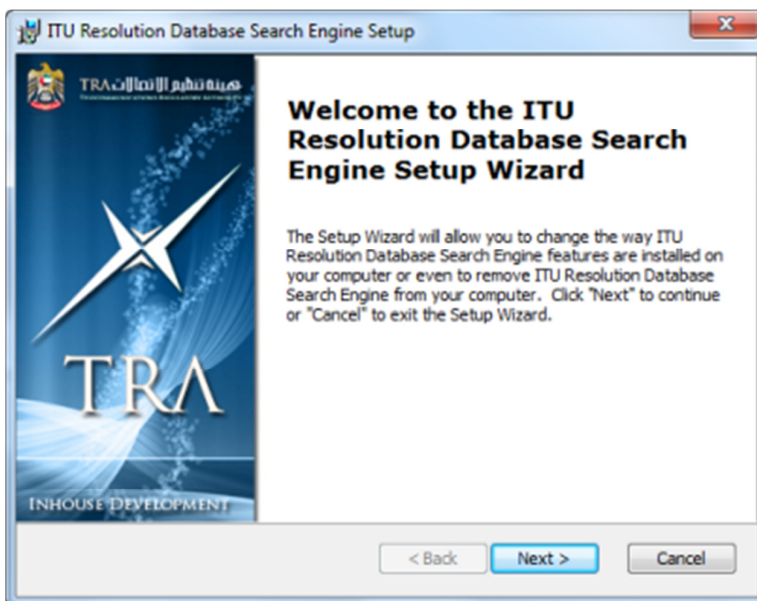 ITU Resolution Database Search Engine Setup
هيئة تنظيم الاتصالات TRA
TELECOMMUNICATIONS REGULATORY AUTHORITY
Welcome to the ITU
Resolution Database Search
Engine Setup Wizard
The Setup Wizard will allow you to change the way ITU
Resolution Database Search Engine features are installed on
your computer or even to remove ITU Resolution Database
Search Engine from your computer. Click "Next" to continue
or "Cancel" to exit the Setup Wizard.
TRA
INHOUSE DEVELOPMENT
< Back
Next >
Cancel